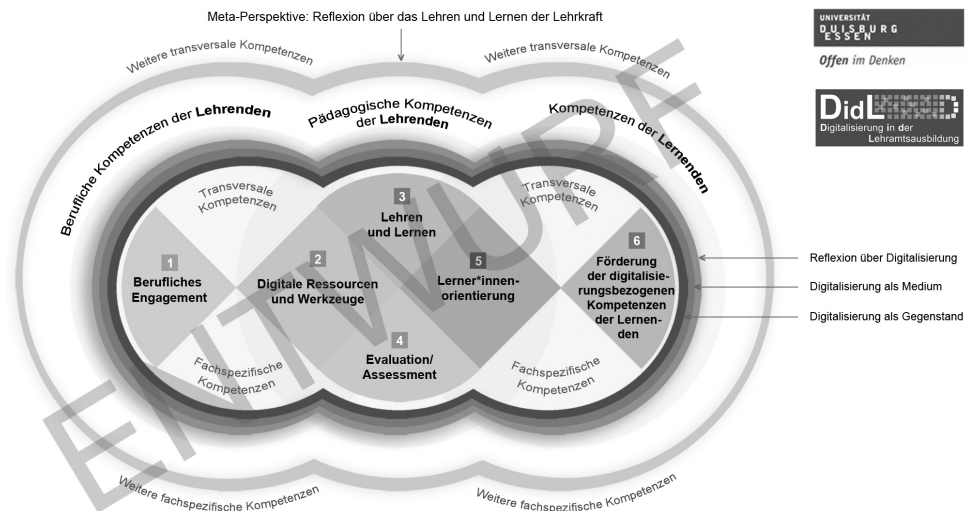 Meta-Perspektive: Reflexion über das Lehren und Lernen der Lehrkraft
UNIVERSITÄT
DUISBURG
ESSEN
Offen im Denken
DidL
Digitalisierung in der
Lehramtsausbildung
Weitere transversale Kompetenzen
Weitere transversale Kompetenzen
Berufliche Kompetenzen der Lehrenden
Pädagogische Kompetenzen
der Lehrenden
Kompetenzen der Lernenden
Transversale
Kompetenzen
Transversale
Kompetenzen
1
Berufliches
Engagement
2
Digitale Ressourcen
und Werkzeuge
3
Lehren
und Lernen
4
Evaluation/
Assessment
5
Lerner*innen-
orientierung
6
Förderung
der digitalisie-
rungsbezogenen
Kompetenzen
der Lernen-
den
Fachspezifische
Kompetenzen
Fachspezifische
Kompetenzen
Reflexion über Digitalisierung
Digitalisierung als Medium
Digitalisierung als Gegenstand
Weitere fachspezifische Kompetenzen
Weitere fachspezifische Kompetenzen
ENTWURF